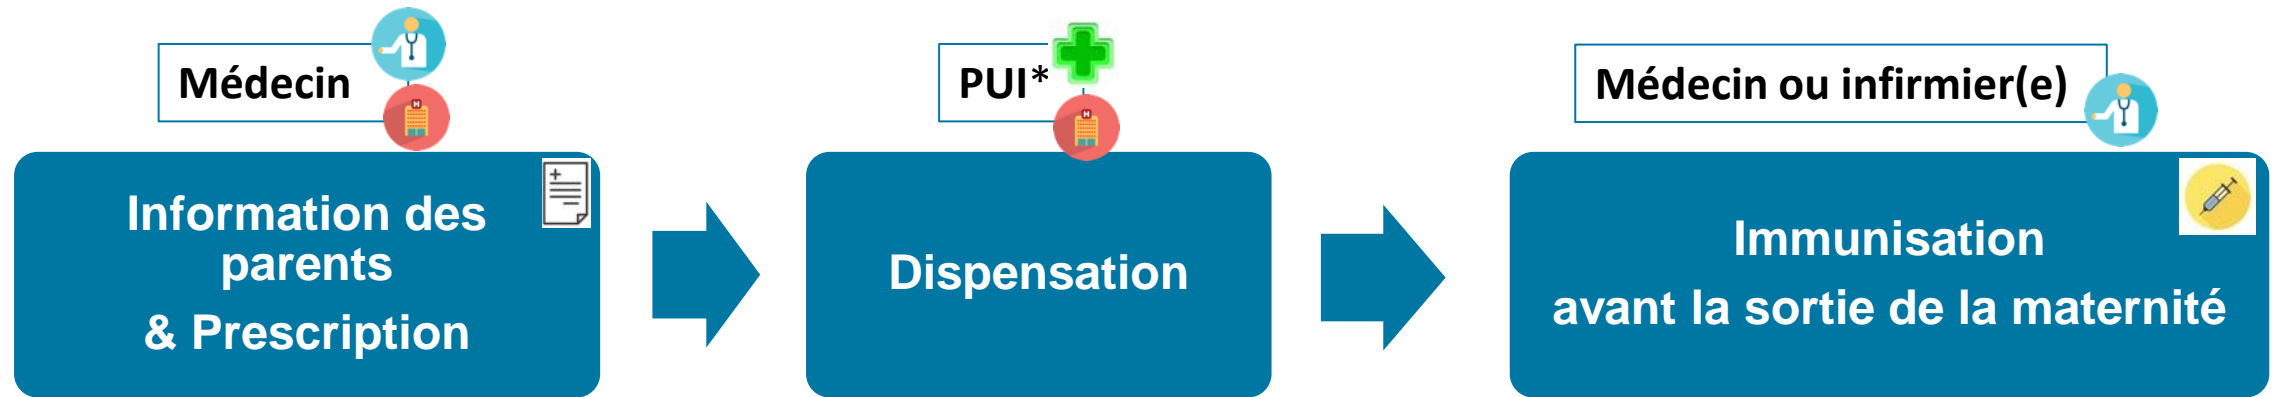 Médecin
PUI*
Médecin ou infirmier(e)
Information des
parents
& Prescription
Dispensation
Immunisation
avant la sortie de la maternité